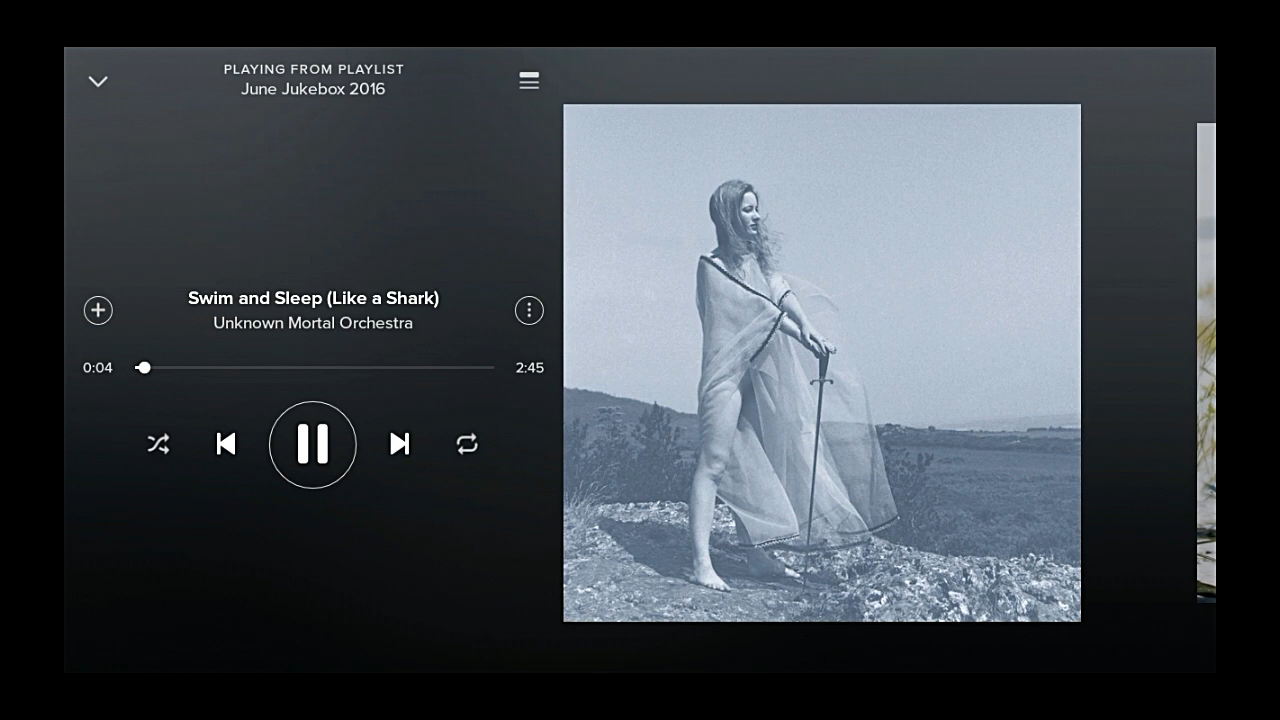 PLAYING FROM PLAYLIST
June Jukebox 2016
Swim and Sleep (Like a Shark)
Unknown Mortal Orchestra
0:04
2:45